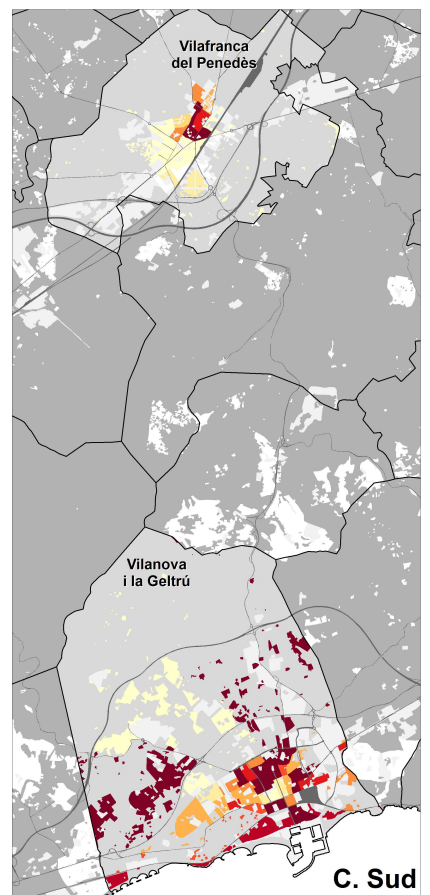 Vilafranca
del Penedès
Vilanova
i la Geltrú
C. Sud